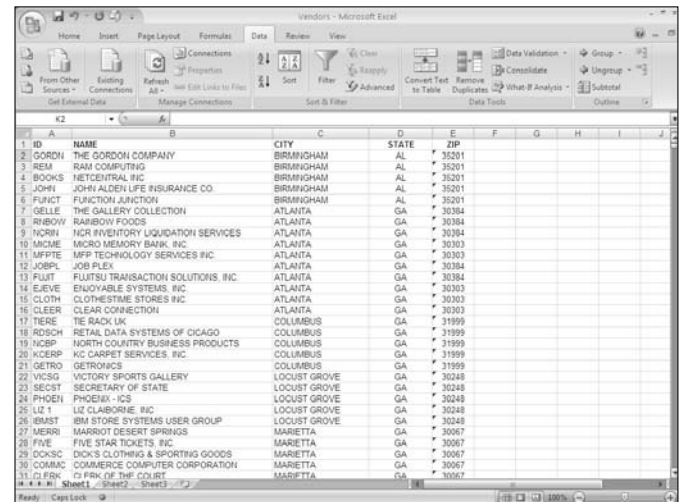 Vendors - Microsoft Excel
Home Insert Page Layout Formulas Data Review View
From Other Sources
Existing Connections
Refresh All
Connections
Properties
Edit Links to Files
Sort
Filter
Clear
Reapply
Advanced
Convert Text to Table
Remove Duplicates
Data Validation
Consolidate
What-If Analysis
Group
Ungroup
Subtotal
Get External Data Manage Connections Sort & Filter Data Tools Outline
K2 fx
A B C D E F G H I J
1 ID NAME CITY STATE ZIP
2 GORDN THE GORDON COMPANY BIRMINGHAM AL 35201
3 REM RAM COMPUTING BIRMINGHAM AL 35201
4 BOOKS NETCENTRAL INC BIRMINGHAM AL 35201
5 JOHN JOHN ALDEN LIFE INSURANCE CO. BIRMINGHAM AL 35201
6 FUNCT FUNCTION JUNCTION BIRMINGHAM AL 35201
7 GELLE THE GALLERY COLLECTION ATLANTA GA 30384
8 RNBOW RAINBOW FOODS ATLANTA GA 30384
9 NCRIN NCR INVENTORY LIQUIDATION SERVICES ATLANTA GA 30384
10 MICME MICRO MEMORY BANK, INC. ATLANTA GA 30303
11 MFPTE MFP TECHNOLOGY SERVICES INC ATLANTA GA 30303
12 JOBPL JOB PLEX ATLANTA GA 30384
13 FUJIT FUJITSU TRANSACTION SOLUTIONS, INC. ATLANTA GA 30384
14 EJEVE ENJOYABLE SYSTEMS, INC ATLANTA GA 30303
15 CLOTH CLOTHESTIME STORES INC ATLANTA GA 30303
16 CLEER CLEAR CONNECTION ATLANTA GA 30303
17 TIERE TIE RACK UK COLUMBUS GA 31999
18 RDSCH RETAIL DATA SYSTEMS OF CICAGO COLUMBUS GA 31999
19 NCBP NORTH COUNTRY BUSINESS PRODUCTS COLUMBUS GA 31999
20 KCERP KC CARPET SERVICES, INC. COLUMBUS GA 31999
21 GETRO GETRONICS COLUMBUS GA 31999
22 VICSG VICTORY SPORTS GALLERY LOCUST GROVE GA 30248
23 SECST SECRETARY OF STATE LOCUST GROVE GA 30248
24 PHOEN PHOENIX - ICS LOCUST GROVE GA 30248
25 LIZ 1 LIZ CLAIBORNE, INC LOCUST GROVE GA 30248
26 IBMST IBM STORE SYSTEMS USER GROUP LOCUST GROVE GA 30248
27 MERRI MARRIOT DESERT SPRINGS MARIETTA GA 30067
28 FIVE FIVE STAR TICKETS, INC. MARIETTA GA 30067
29 DCKSC DICK'S CLOTHING & SPORTING GOODS MARIETTA GA 30067
30 COMMC COMMERCE COMPUTER CORPORATION MARIETTA GA 30067
31 CLERK CLERK OF THE COURT MARIETTA GA 30067
Sheet1 Sheet2 Sheet3
Ready Caps Lock 100%